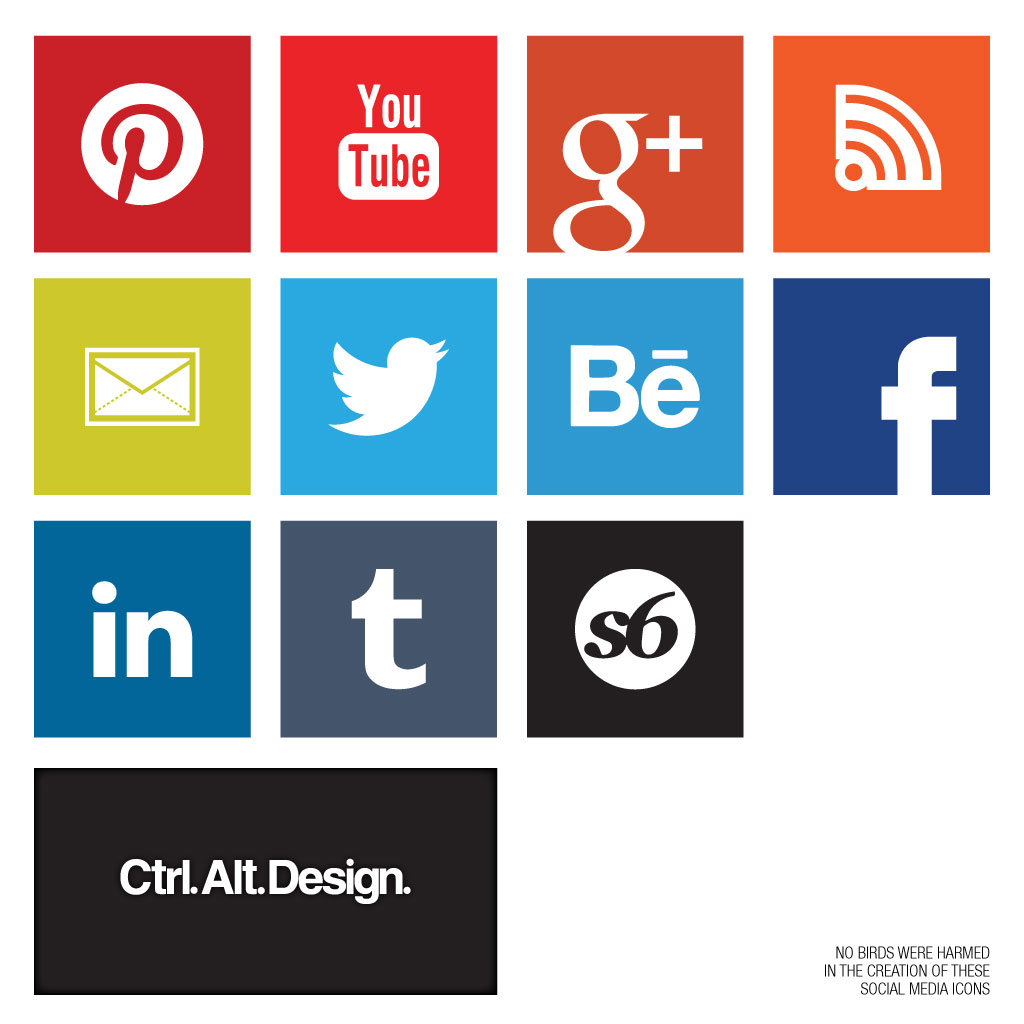 You
Tube
g+
Bē
f
in
t
s6
Ctrl.Alt.Design.
NO BIRDS WERE HARMED
IN THE CREATION OF THESE
SOCIAL MEDIA ICONS